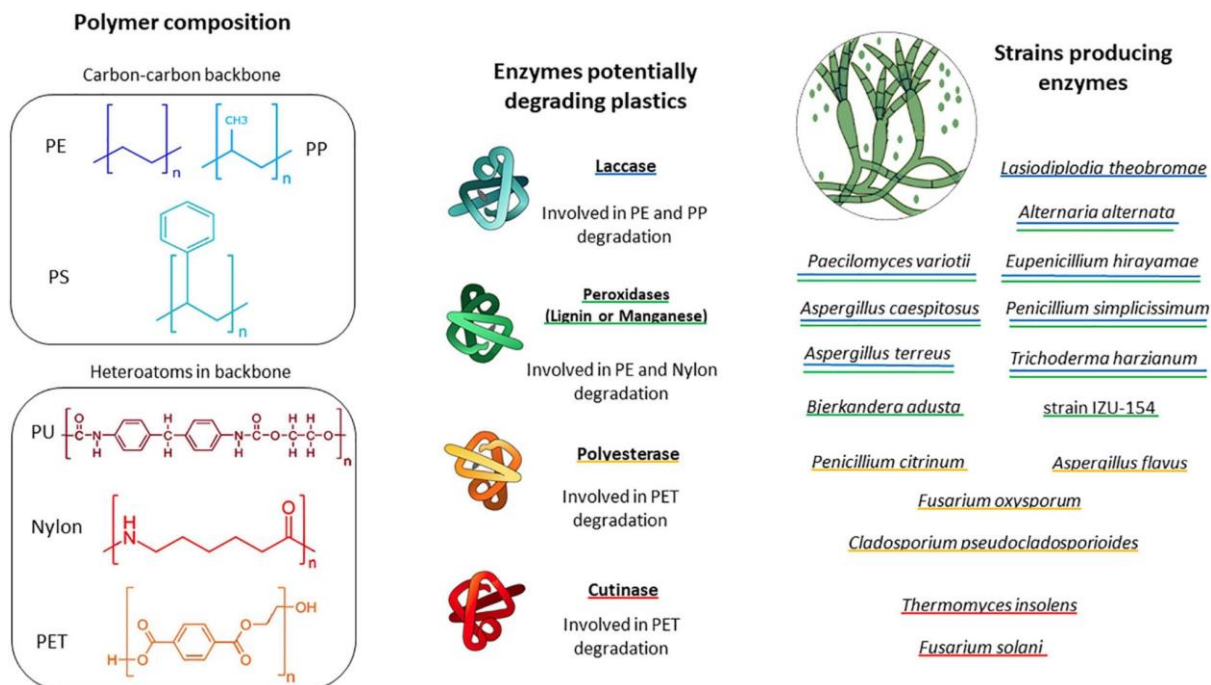 Polymer composition
Carbon-carbon backbone
PE
n
CH3
n
PP
PS
n
Heteroatoms in backbone
PU
O
C
N
H
H
C
H
N
H
O
C
O
H
C
H
H
C
H
O
n
Nylon
H
N
O
n
PET
H
O
O
O
O
OH
n
Enzymes potentially
degrading plastics
Laccase
Involved in PE and PP
degradation
Peroxidases
(Lignin or Manganese)
Involved in PE and Nylon
degradation
Polyesterase
Involved in PET
degradation
Cutinase
Involved in PET
degradation
Strains producing
enzymes
Lasiodiplodia theobromae
Alternaria alternata
Paecilomyces variotii
Eupenicillium hirayamae
Aspergillus caespitosus
Penicillium simplicissimum
Aspergillus terreus
Trichoderma harzianum
Bjerkandera adusta
strain IZU-154
Penicillium citrinum
Aspergillus flavus
Fusarium oxysporum
Cladosporium pseudocladosporioides
Thermomyces insolens
Fusarium solani